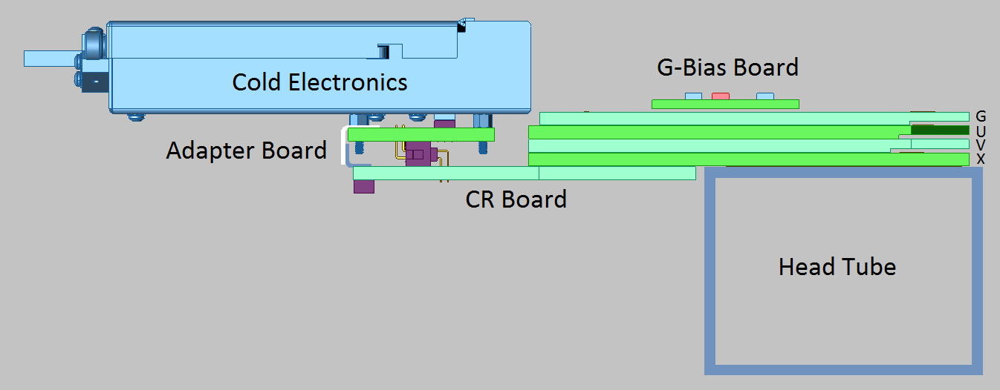 G-Bias Board
Cold Electronics
G
U
V
X
Adapter Board
CR Board
Head Tube